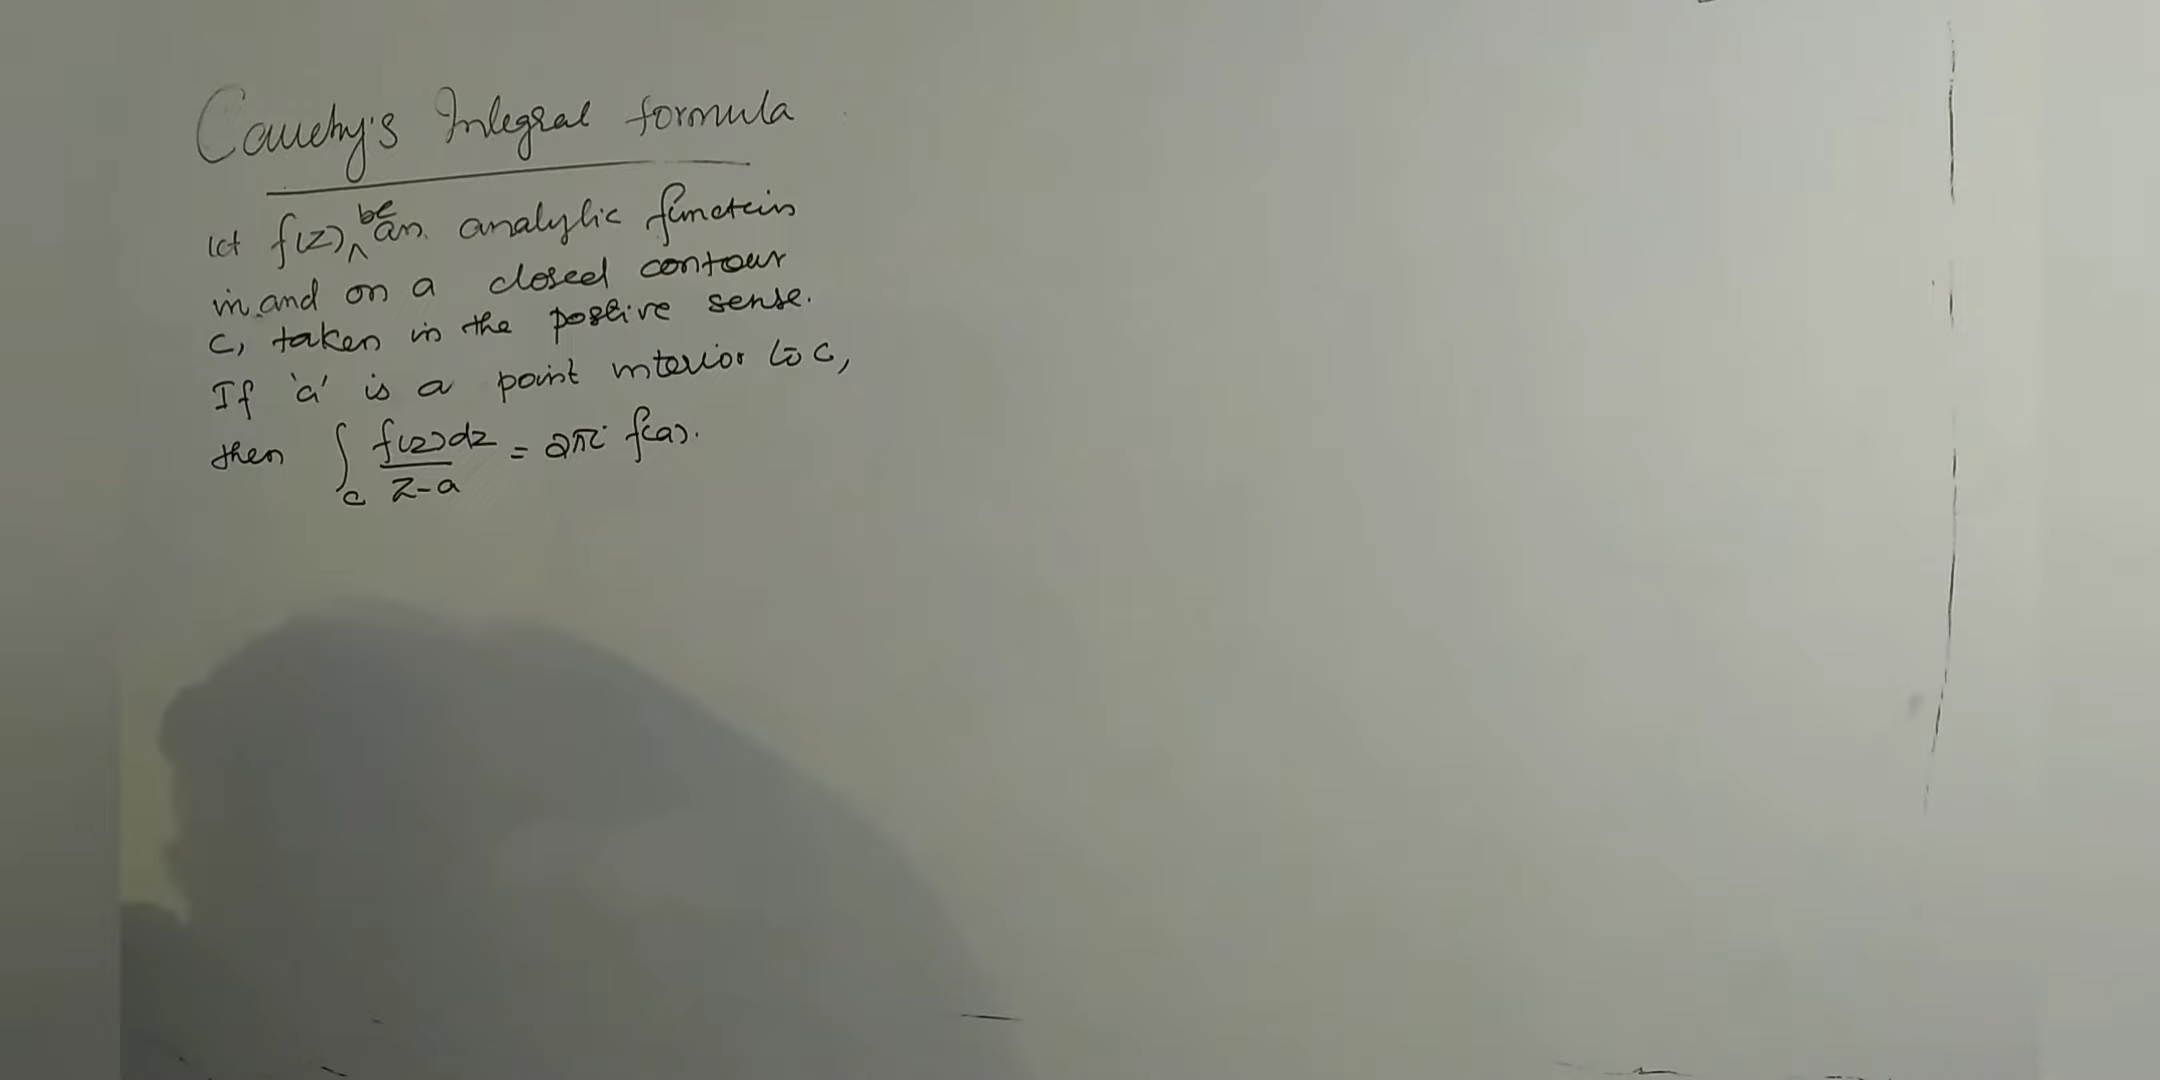 Cauchy's Integral formula
Let f(z) be an analytic function
in and on a closed contour
C, taken in the positive sense.
If 'a' is a point interior to C,
then ∫_C f(z)dz/(z-a) = 2πi f(a).